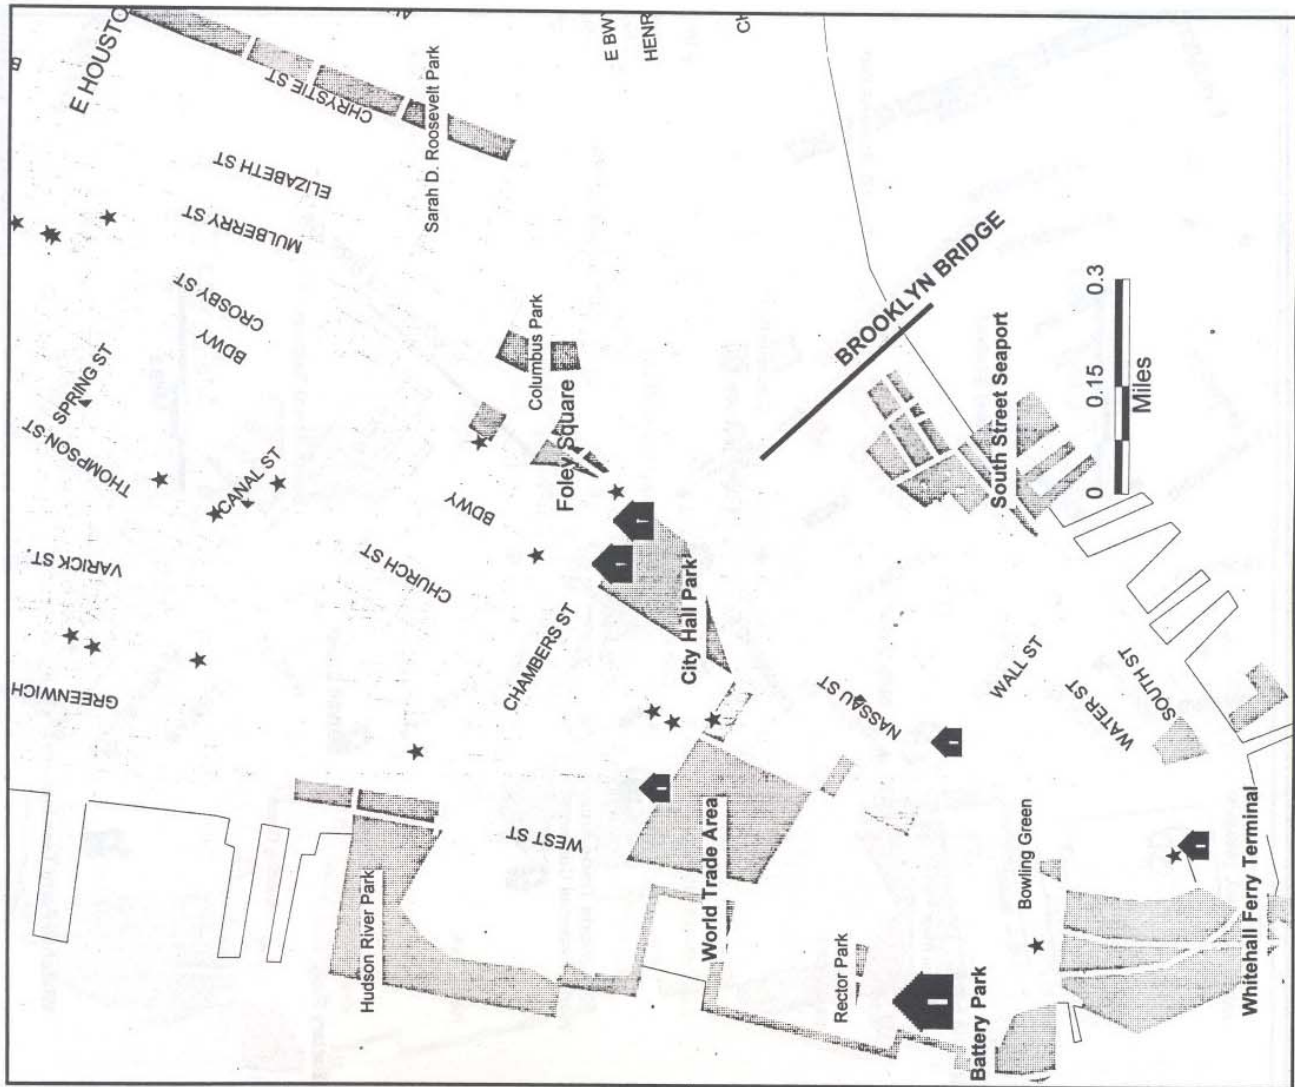 E HOUSTO
CHRYSTIE ST
Sarah D. Roosevelt Park
E BWY
HENR
CH
ELIZABETH ST
MULBERRY ST
CROSBY ST
BDWY
SPRING ST
THOMPSON ST
CANAL ST
VARICK ST.
GREENWICH
Columbus Park
Foley Square
BDWY
CHURCH ST
CHAMBERS ST
City Hall Park
BROOKLYN BRIDGE
South Street Seaport
0 0.15 0.3
Miles
WEST ST
Hudson River Park
World Trade Area
NASSAU ST
WALL ST
WATER ST
SOUTH ST
Rector Park
Battery Park
Bowling Green
Whitehall Ferry Terminal